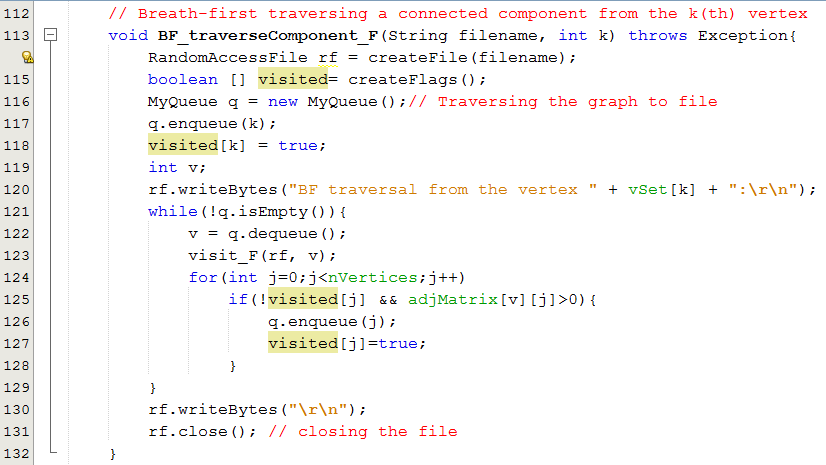 112 // Breath-first traversing a connected component from the k(th) vertex
113 void BF_traverseComponent_F(String filename, int k) throws Exception{
RandomAccessFile rf = createFile(filename);
115 boolean [] visited= createFlags();
116 MyQueue q = new MyQueue();// Traversing the graph to file
117 q.enqueue(k);
118 visited[k] = true;
119 int v;
120 rf.writeBytes("BF traversal from the vertex " + vSet[k] + ":\r\n");
121 while(!q.isEmpty()){
122 v = q.dequeue();
123 visit_F(rf, v);
124 for(int j=0;j<nVertices;j++)
125 if(!visited[j] && adjMatrix[v][j]>0){
126 q.enqueue(j);
127 visited[j]=true;
128 }
129 }
130 rf.writeBytes("\r\n");
131 rf.close(); // closing the file
132 }